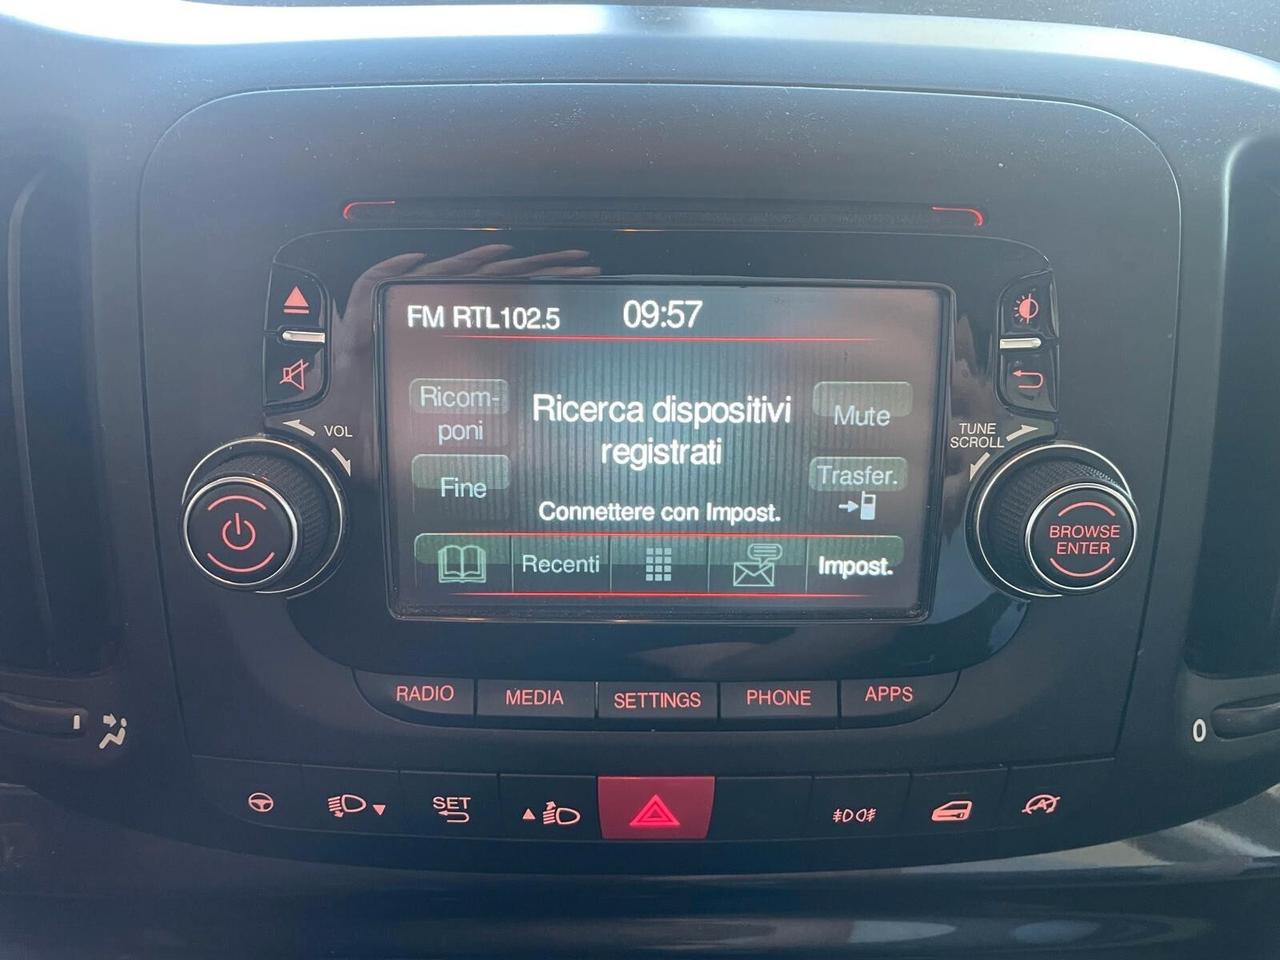 FM RTL102.5 09:57
Ricom-
poni
Ricerca dispositivi
registrati
Mute
Fine
Trasfer.
Connettere con Impost.
Recenti
Impost.
VOL
TUNE
SCROLL
BROWSE
ENTER
RADIO MEDIA SETTINGS PHONE APPS
0
SET
A